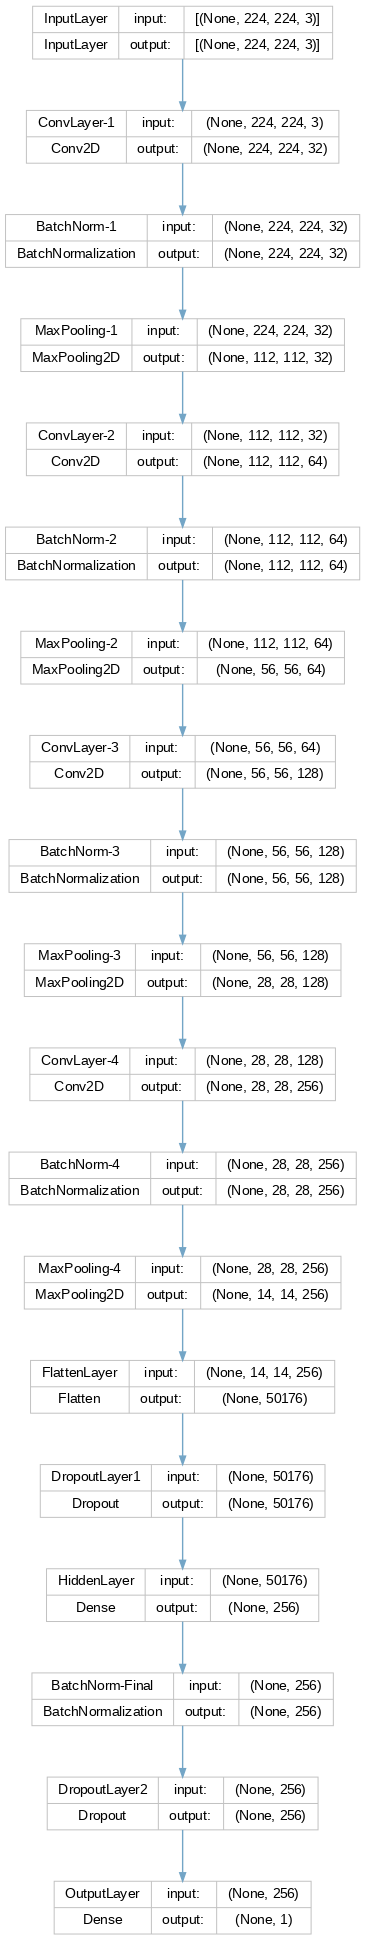 InputLayer input: [(None, 224, 224, 3)]
InputLayer output: [(None, 224, 224, 3)]
ConvLayer-1 input: (None, 224, 224, 3)
Conv2D output: (None, 224, 224, 32)
BatchNorm-1 input: (None, 224, 224, 32)
BatchNormalization output: (None, 224, 224, 32)
MaxPooling-1 input: (None, 224, 224, 32)
MaxPooling2D output: (None, 112, 112, 32)
ConvLayer-2 input: (None, 112, 112, 32)
Conv2D output: (None, 112, 112, 64)
BatchNorm-2 input: (None, 112, 112, 64)
BatchNormalization output: (None, 112, 112, 64)
MaxPooling-2 input: (None, 112, 112, 64)
MaxPooling2D output: (None, 56, 56, 64)
ConvLayer-3 input: (None, 56, 56, 64)
Conv2D output: (None, 56, 56, 128)
BatchNorm-3 input: (None, 56, 56, 128)
BatchNormalization output: (None, 56, 56, 128)
MaxPooling-3 input: (None, 56, 56, 128)
MaxPooling2D output: (None, 28, 28, 128)
ConvLayer-4 input: (None, 28, 28, 128)
Conv2D output: (None, 28, 28, 256)
BatchNorm-4 input: (None, 28, 28, 256)
BatchNormalization output: (None, 28, 28, 256)
MaxPooling-4 input: (None, 28, 28, 256)
MaxPooling2D output: (None, 14, 14, 256)
FlattenLayer input: (None, 14, 14, 256)
Flatten output: (None, 50176)
DropoutLayer1 input: (None, 50176)
Dropout output: (None, 50176)
HiddenLayer input: (None, 50176)
Dense output: (None, 256)
BatchNorm-Final input: (None, 256)
BatchNormalization output: (None, 256)
DropoutLayer2 input: (None, 256)
Dropout output: (None, 256)
OutputLayer input: (None, 256)
Dense output: (None, 1)